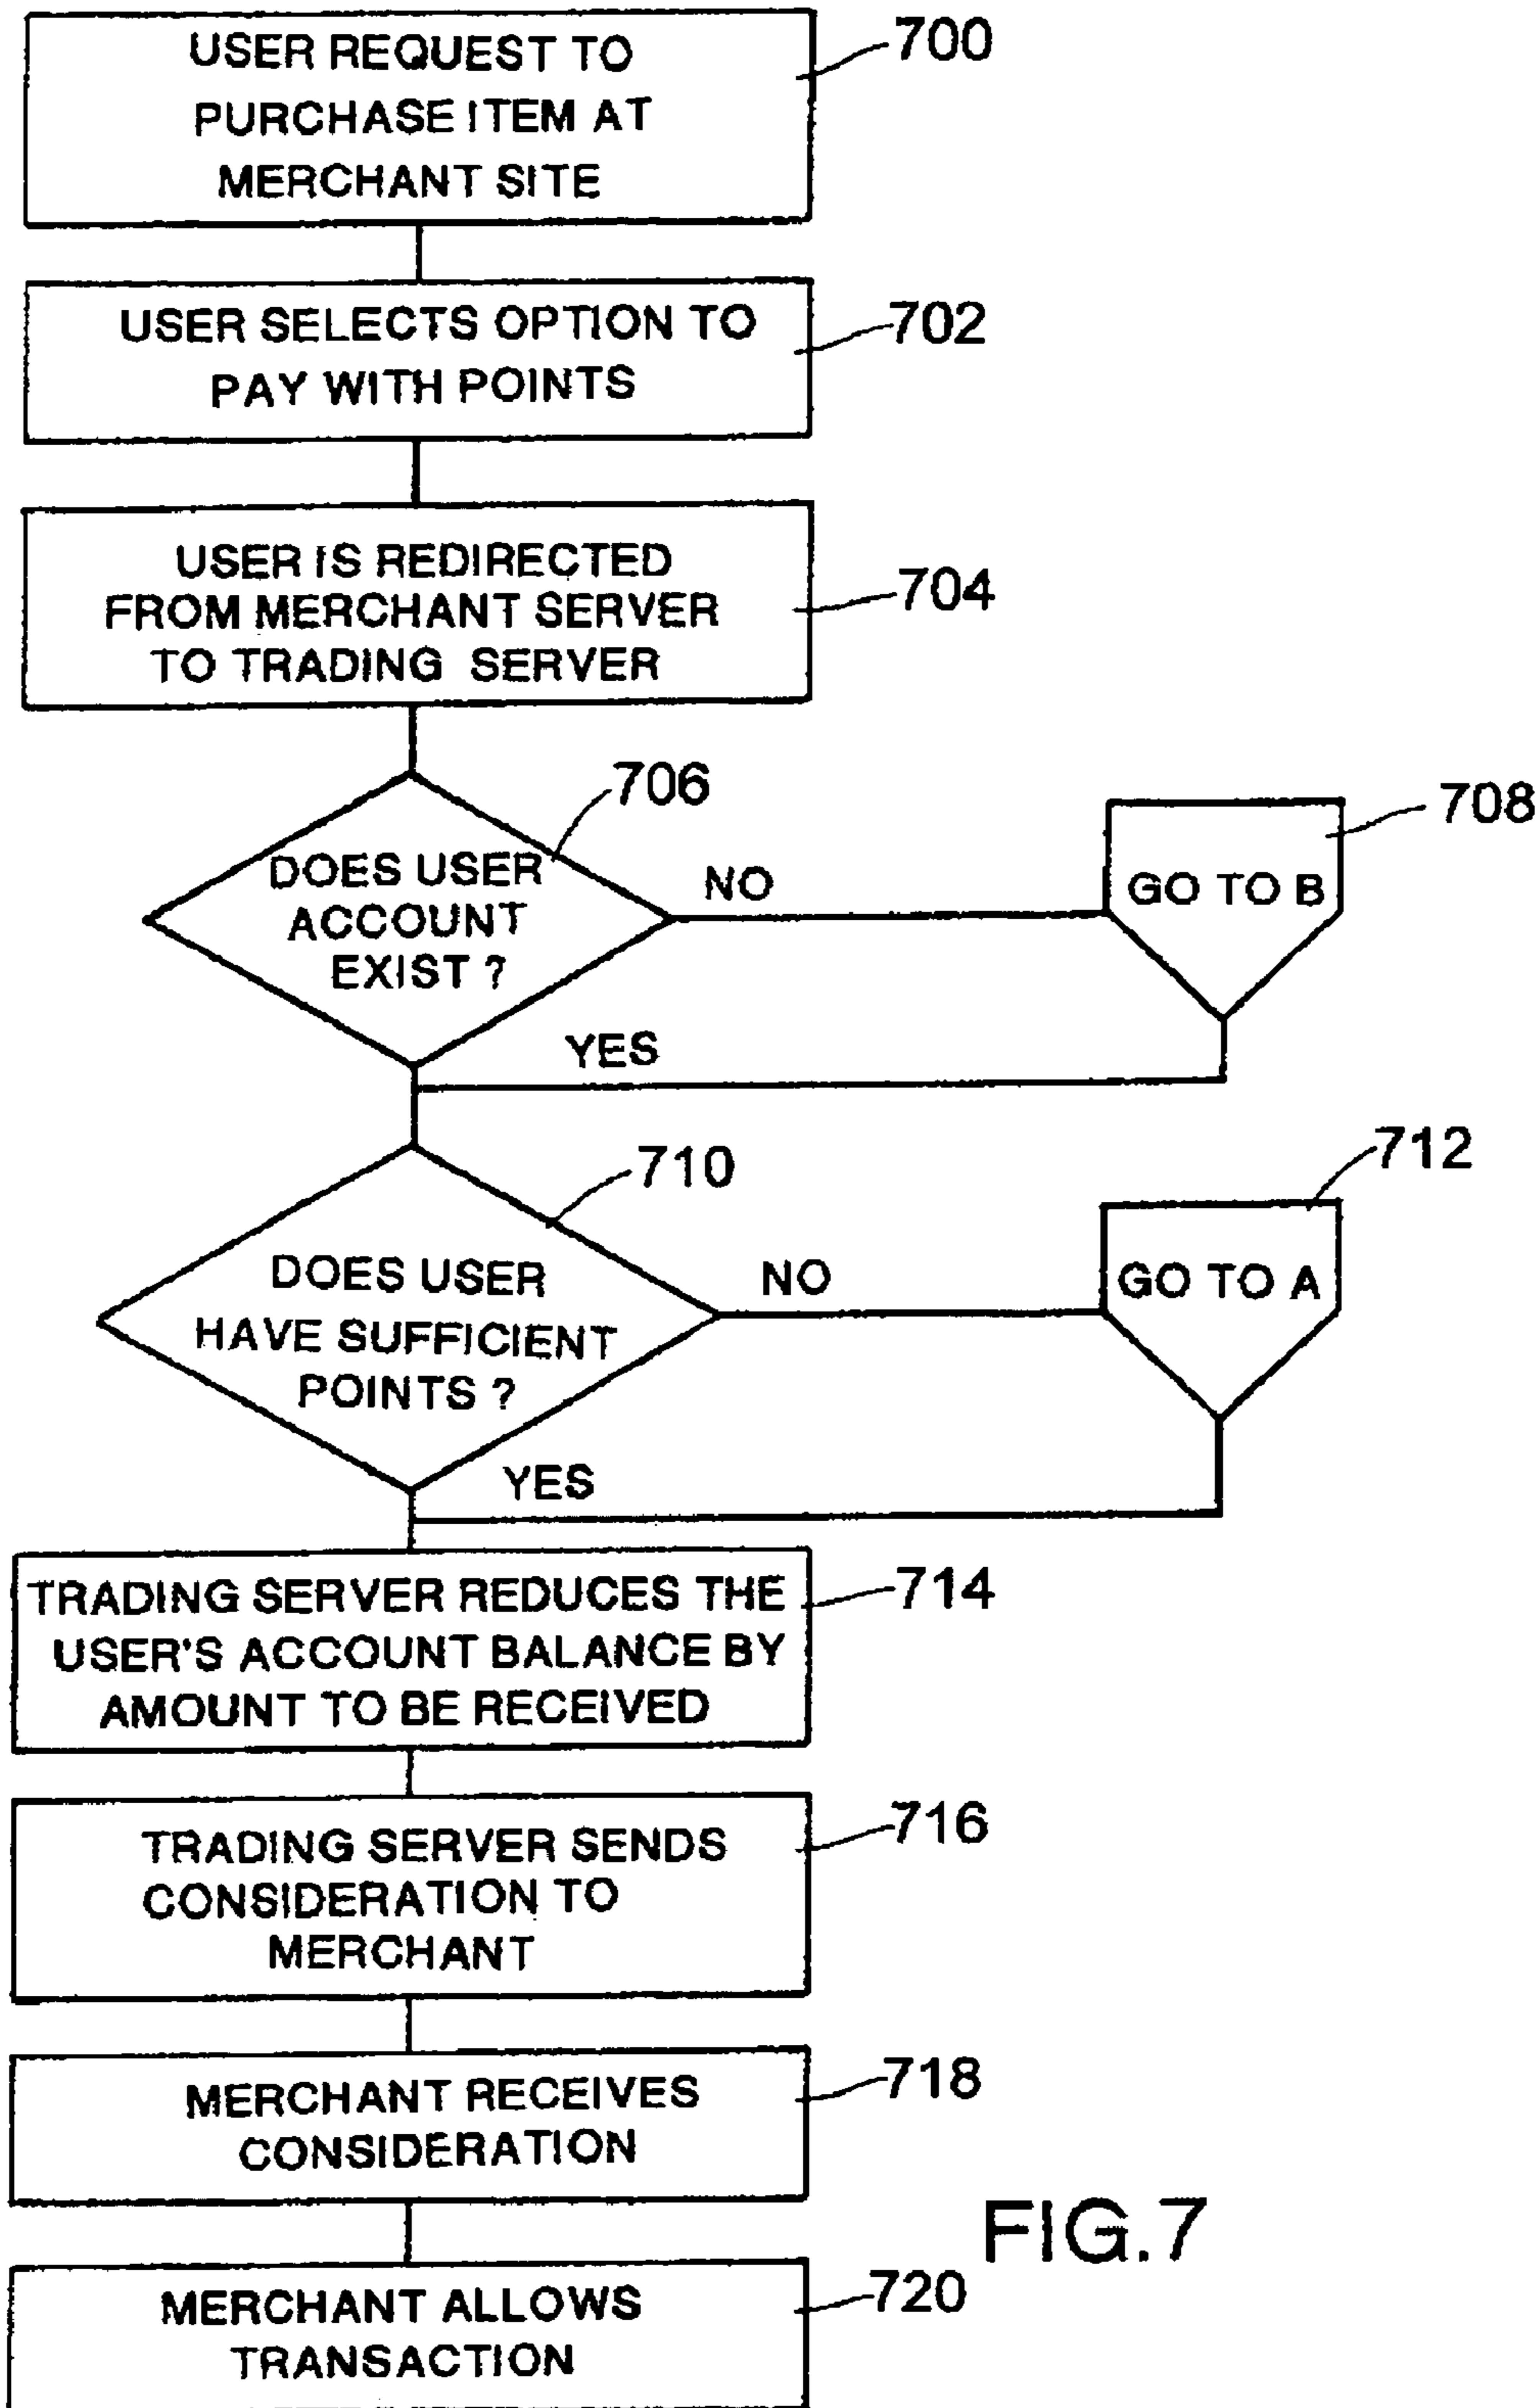 USER REQUEST TO
PURCHASE ITEM AT
MERCHANT SITE
700
USER SELECTS OPTION TO
PAY WITH POINTS
702
USER IS REDIRECTED
FROM MERCHANT SERVER
TO TRADING SERVER
704
706
DOES USER
ACCOUNT
EXIST ?
NO
708
GO TO B
YES
710
DOES USER
HAVE SUFFICIENT
POINTS ?
NO
712
GO TO A
YES
TRADING SERVER REDUCES THE
USER'S ACCOUNT BALANCE BY
AMOUNT TO BE RECEIVED
714
TRADING SERVER SENDS
CONSIDERATION TO
MERCHANT
716
MERCHANT RECEIVES
CONSIDERATION
718
MERCHANT ALLOWS
TRANSACTION
720
FIG.7